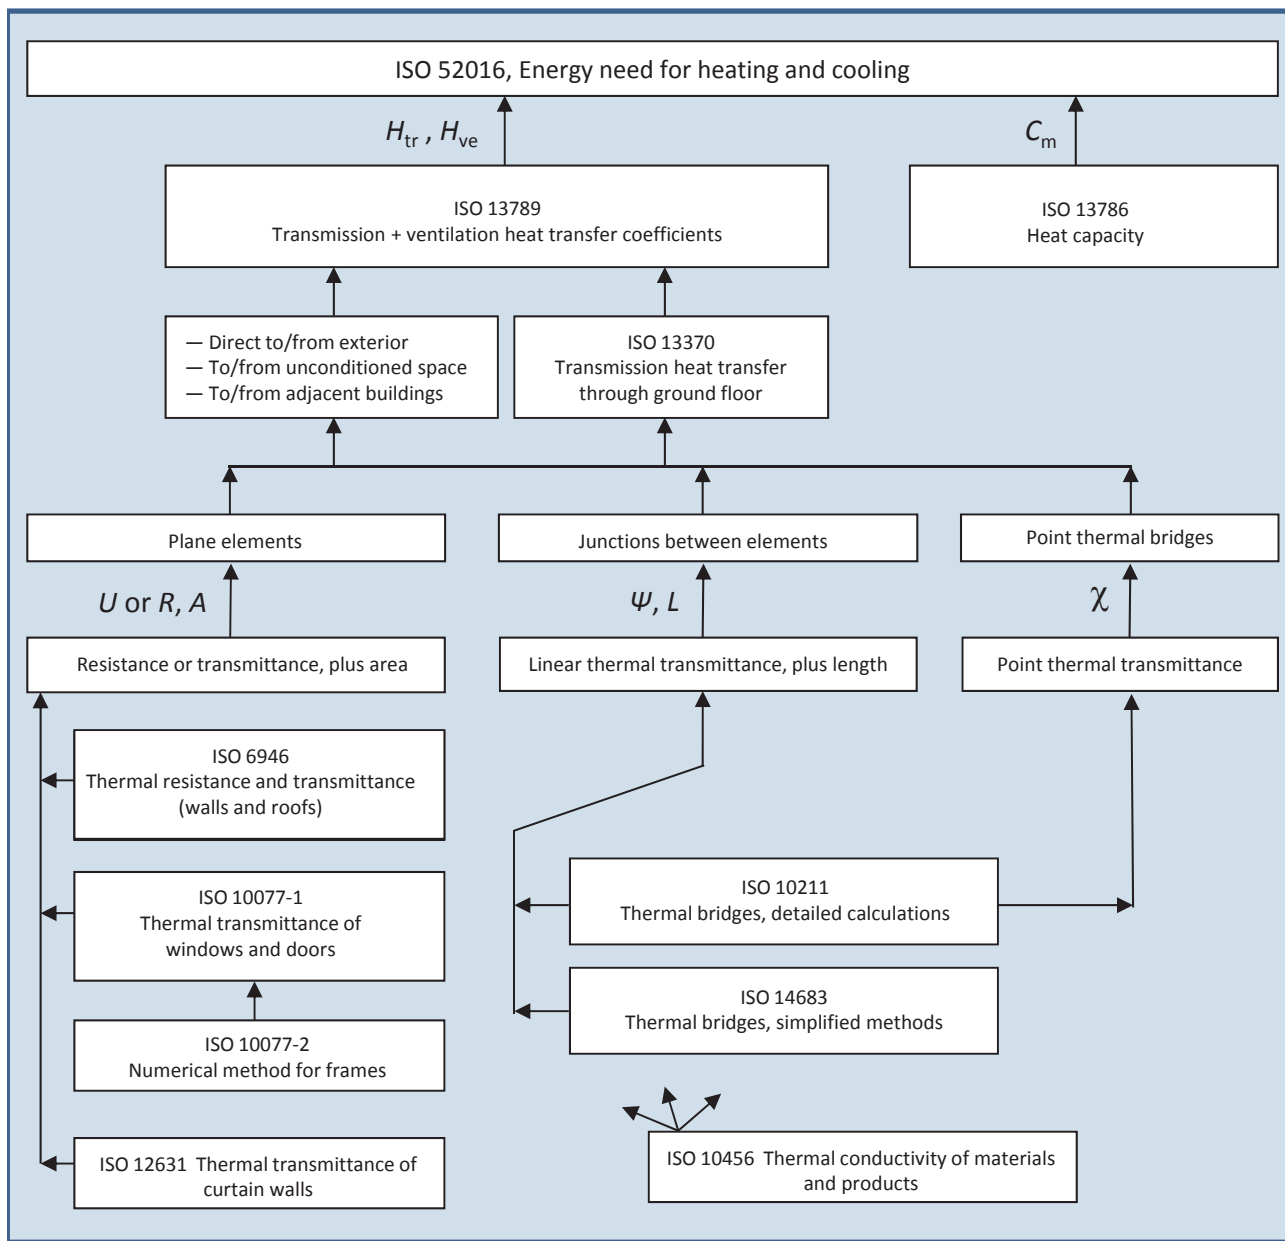 ISO 52016, Energy need for heating and cooling
H_tr , H_ve
C_m
ISO 13789
Transmission + ventilation heat transfer coefficients
ISO 13786
Heat capacity
— Direct to/from exterior
— To/from unconditioned space
— To/from adjacent buildings
ISO 13370
Transmission heat transfer
through ground floor
Plane elements
Junctions between elements
Point thermal bridges
U or R, A
Ψ, L
χ
Resistance or transmittance, plus area
Linear thermal transmittance, plus length
Point thermal transmittance
ISO 6946
Thermal resistance and transmittance
(walls and roofs)
ISO 10077-1
Thermal transmittance of
windows and doors
ISO 10077-2
Numerical method for frames
ISO 12631 Thermal transmittance of
curtain walls
ISO 10211
Thermal bridges, detailed calculations
ISO 14683
Thermal bridges, simplified methods
ISO 10456 Thermal conductivity of materials
and products